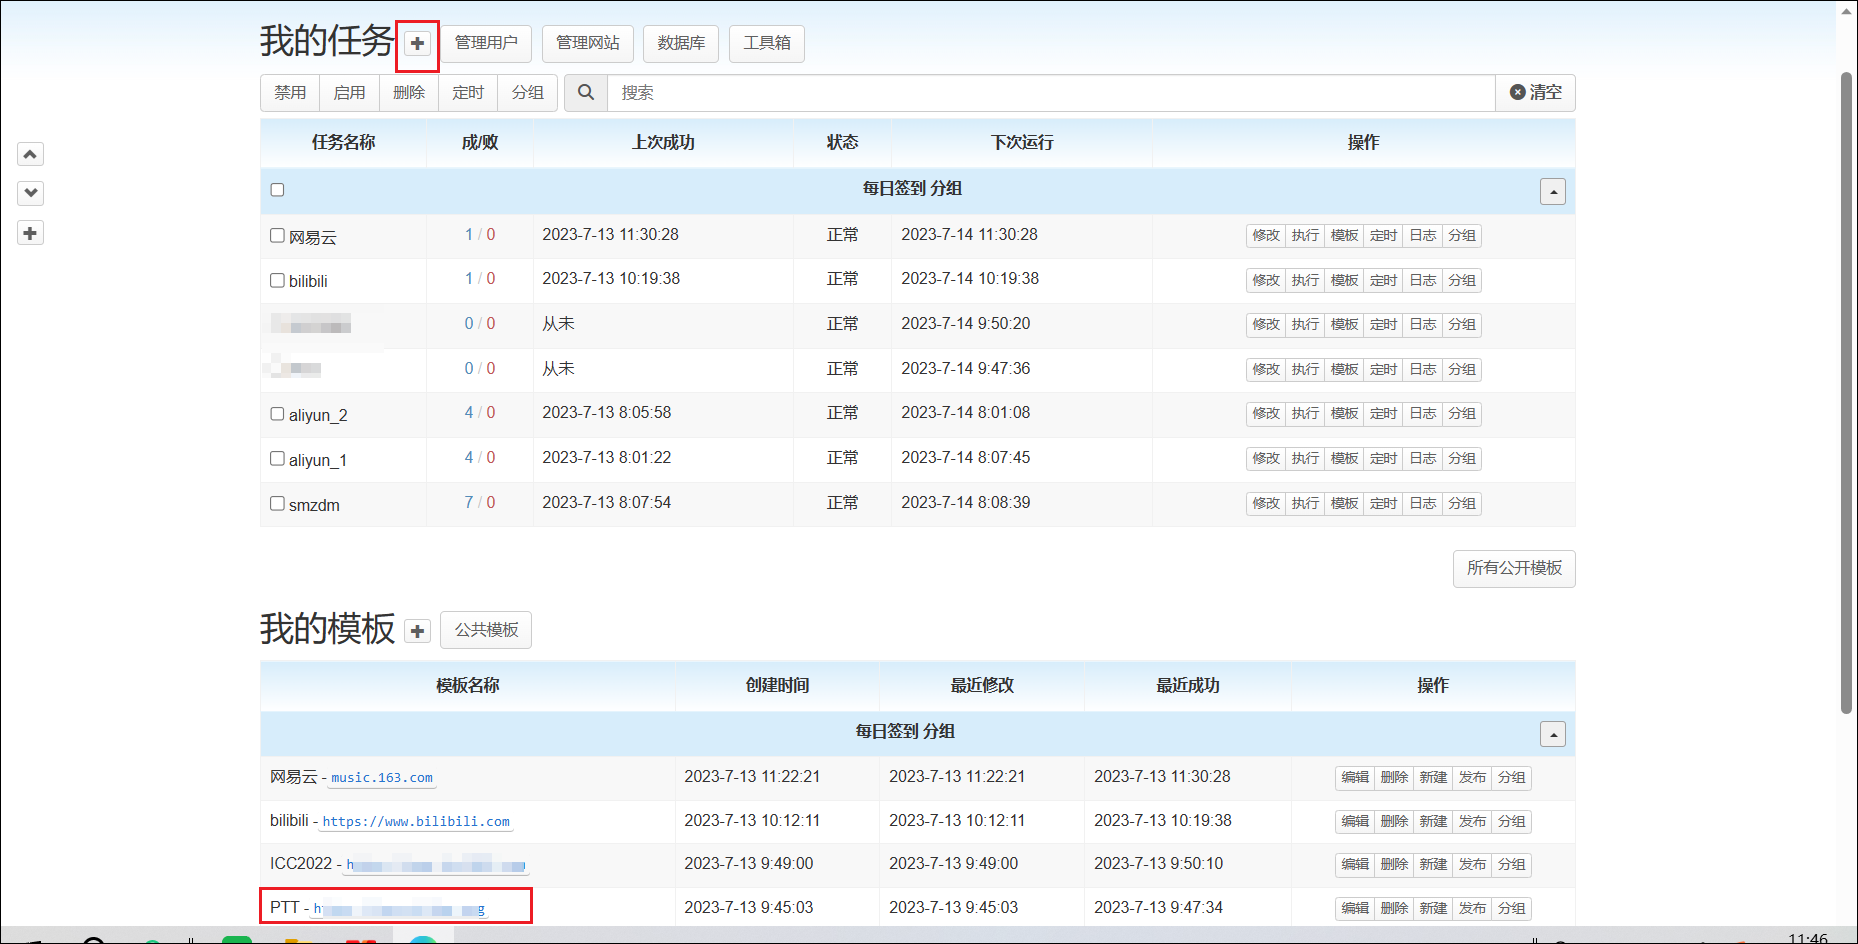 我的任务 管理用户 管理网站 数据库 工具箱
禁用 启用 删除 定时 分组 搜索 清空
任务名称 成/败 上次成功 状态 下次运行 操作
每日签到 分组
网易云 1 / 0 2023-7-13 11:30:28 正常 2023-7-14 11:30:28 修改 执行 模板 定时 日志 分组
bilibili 1 / 0 2023-7-13 10:19:38 正常 2023-7-14 10:19:38 修改 执行 模板 定时 日志 分组
0 / 0 从未 正常 2023-7-14 9:50:20 修改 执行 模板 定时 日志 分组
0 / 0 从未 正常 2023-7-14 9:47:36 修改 执行 模板 定时 日志 分组
aliyun_2 4 / 0 2023-7-13 8:05:58 正常 2023-7-14 8:01:08 修改 执行 模板 定时 日志 分组
aliyun_1 4 / 0 2023-7-13 8:01:22 正常 2023-7-14 8:07:45 修改 执行 模板 定时 日志 分组
smzdm 7 / 0 2023-7-13 8:07:54 正常 2023-7-14 8:08:39 修改 执行 模板 定时 日志 分组
所有公开模板
我的模板 公共模板
模板名称 创建时间 最近修改 最近成功 操作
每日签到 分组
网易云 - music.163.com 2023-7-13 11:22:21 2023-7-13 11:22:21 2023-7-13 11:30:28 编辑 删除 新建 发布 分组
bilibili - https://www.bilibili.com 2023-7-13 10:12:11 2023-7-13 10:12:11 2023-7-13 10:19:38 编辑 删除 新建 发布 分组
ICC2022 - 2023-7-13 9:49:00 2023-7-13 9:49:00 2023-7-13 9:50:10 编辑 删除 新建 发布 分组
PTT - 2023-7-13 9:45:03 2023-7-13 9:45:03 2023-7-13 9:47:34 编辑 删除 新建 发布 分组
11:46